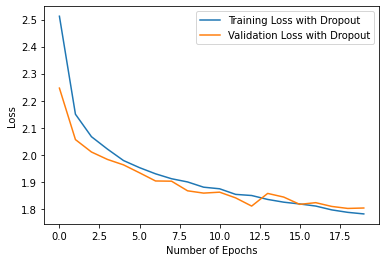 2.5
2.4
2.3
2.2
2.1
2.0
1.9
1.8
Loss
Training Loss with Dropout
Validation Loss with Dropout
0.0 2.5 5.0 7.5 10.0 12.5 15.0 17.5
Number of Epochs